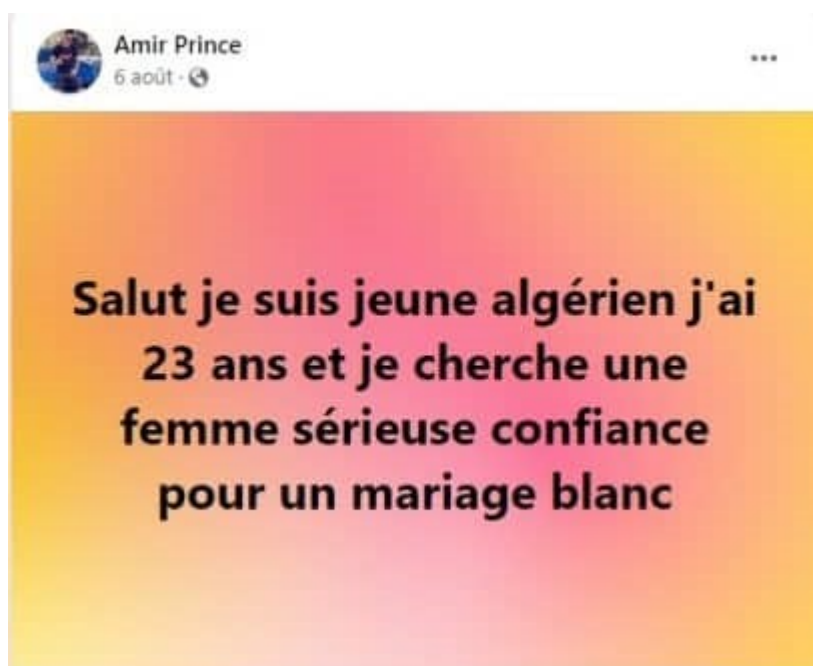 Amir Prince
6 août ·
Salut je suis jeune algérien j'ai
23 ans et je cherche une
femme sérieuse confiance
pour un mariage blanc